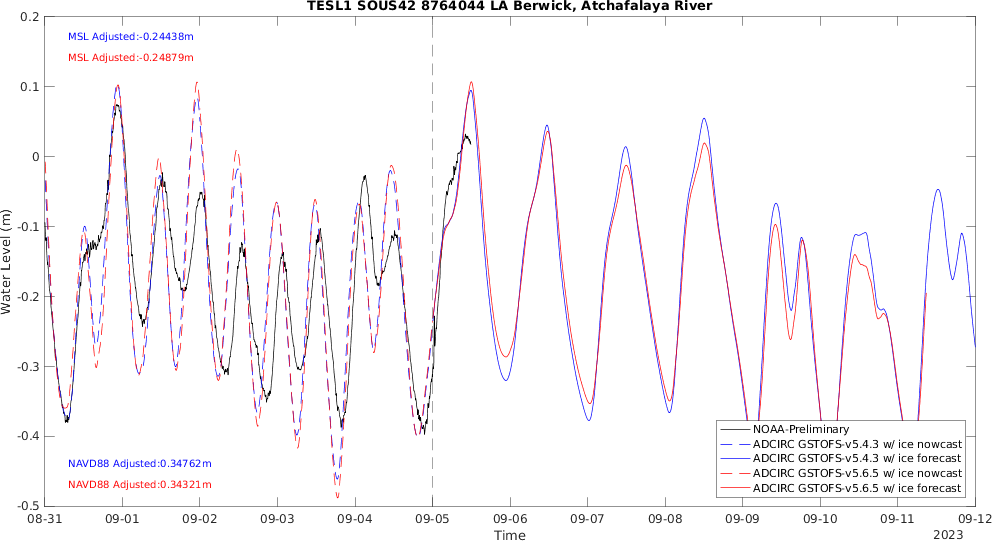 TESL1 SOUS42 8764044 LA Berwick, Atchafalaya River
0.2
MSL Adjusted:-0.24438m
MSL Adjusted:-0.24879m
0.1
0
-0.1
Water Level (m)
-0.2
-0.3
-0.4
NAVD88 Adjusted:0.34762m
NAVD88 Adjusted:0.34321m
-0.5
NOAA-Preliminary
ADCIRC GSTOFS-v5.4.3 w/ ice nowcast
ADCIRC GSTOFS-v5.4.3 w/ ice forecast
ADCIRC GSTOFS-v5.6.5 w/ ice nowcast
ADCIRC GSTOFS-v5.6.5 w/ ice forecast
08-31 09-01 09-02 09-03 09-04 09-05 09-06 09-07 09-08 09-09 09-10 09-11 09-12
Time
2023